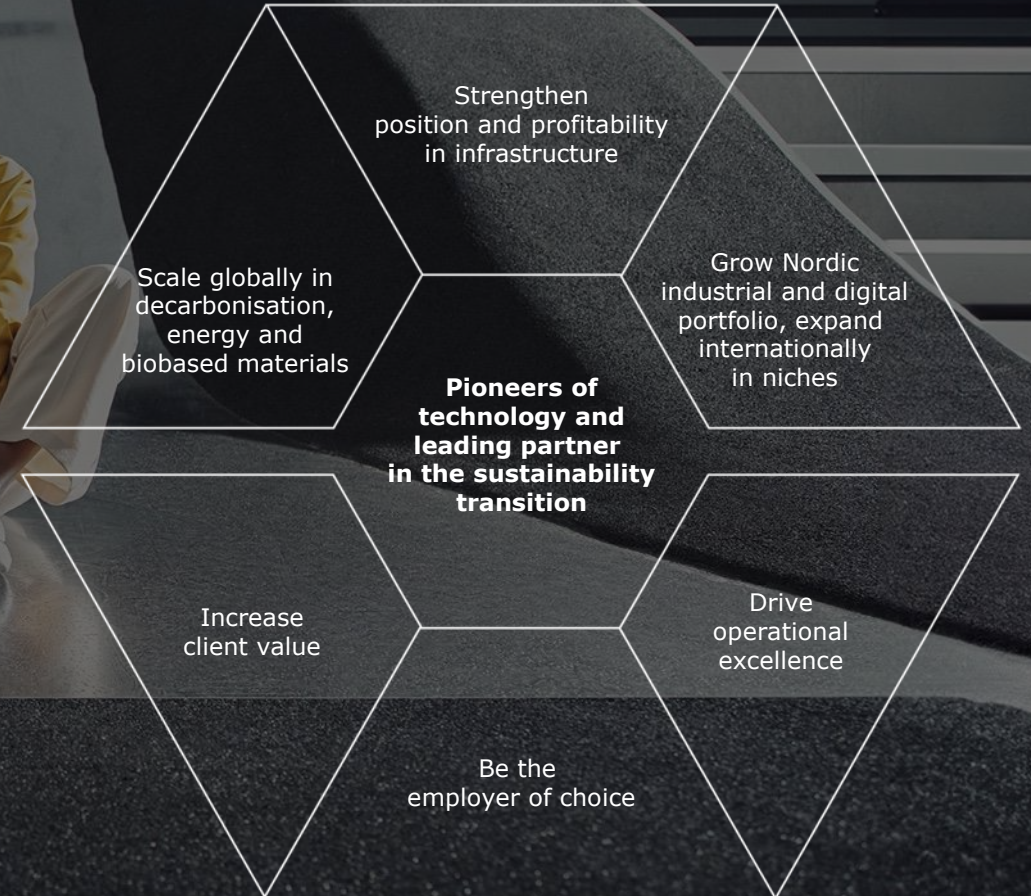 Strengthen
position and profitability
in infrastructure
Scale globally in
decarbonisation,
energy and
biobased materials
Grow Nordic
industrial and digital
portfolio, expand
internationally
in niches
Pioneers of
technology and
leading partner
in the sustainability
transition
Increase
client value
Drive
operational
excellence
Be the
employer of choice